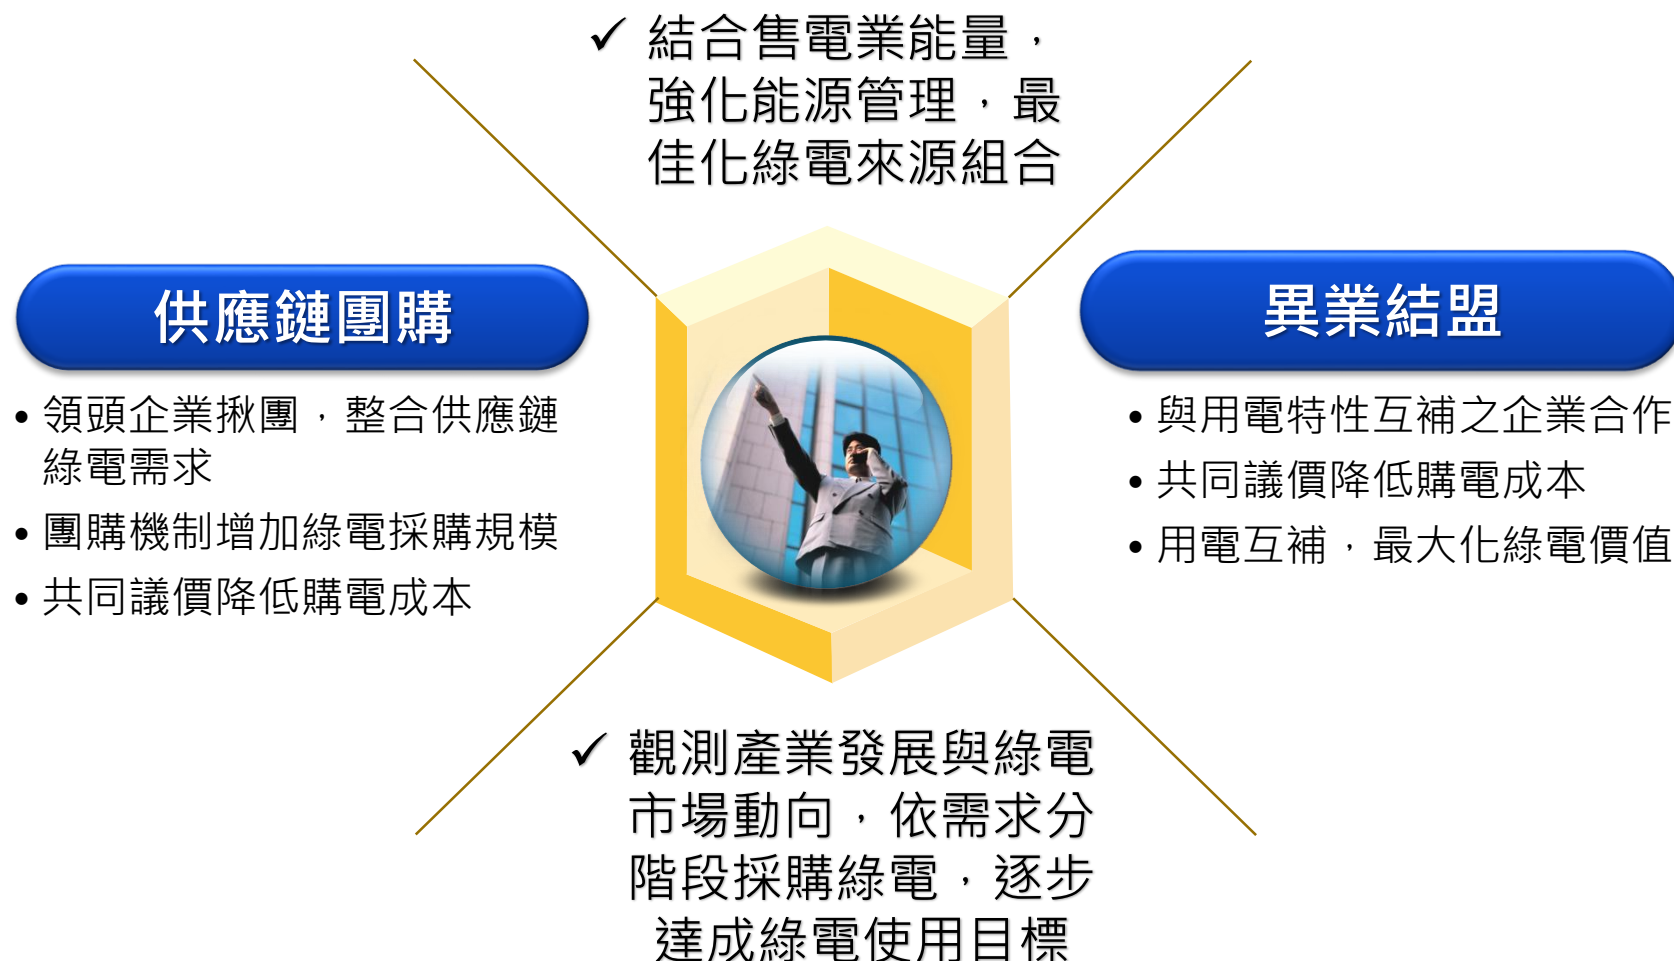 ✓ 結合售電業能量，
強化能源管理，最
佳化綠電來源組合
供應鏈團購
• 領頭企業揪團，整合供應鏈
綠電需求
• 團購機制增加綠電採購規模
• 共同議價降低購電成本
異業結盟
• 與用電特性互補之企業合作
• 共同議價降低購電成本
• 用電互補，最大化綠電價值
✓ 觀測產業發展與綠電
市場動向，依需求分
階段採購綠電，逐步
達成綠電使用目標